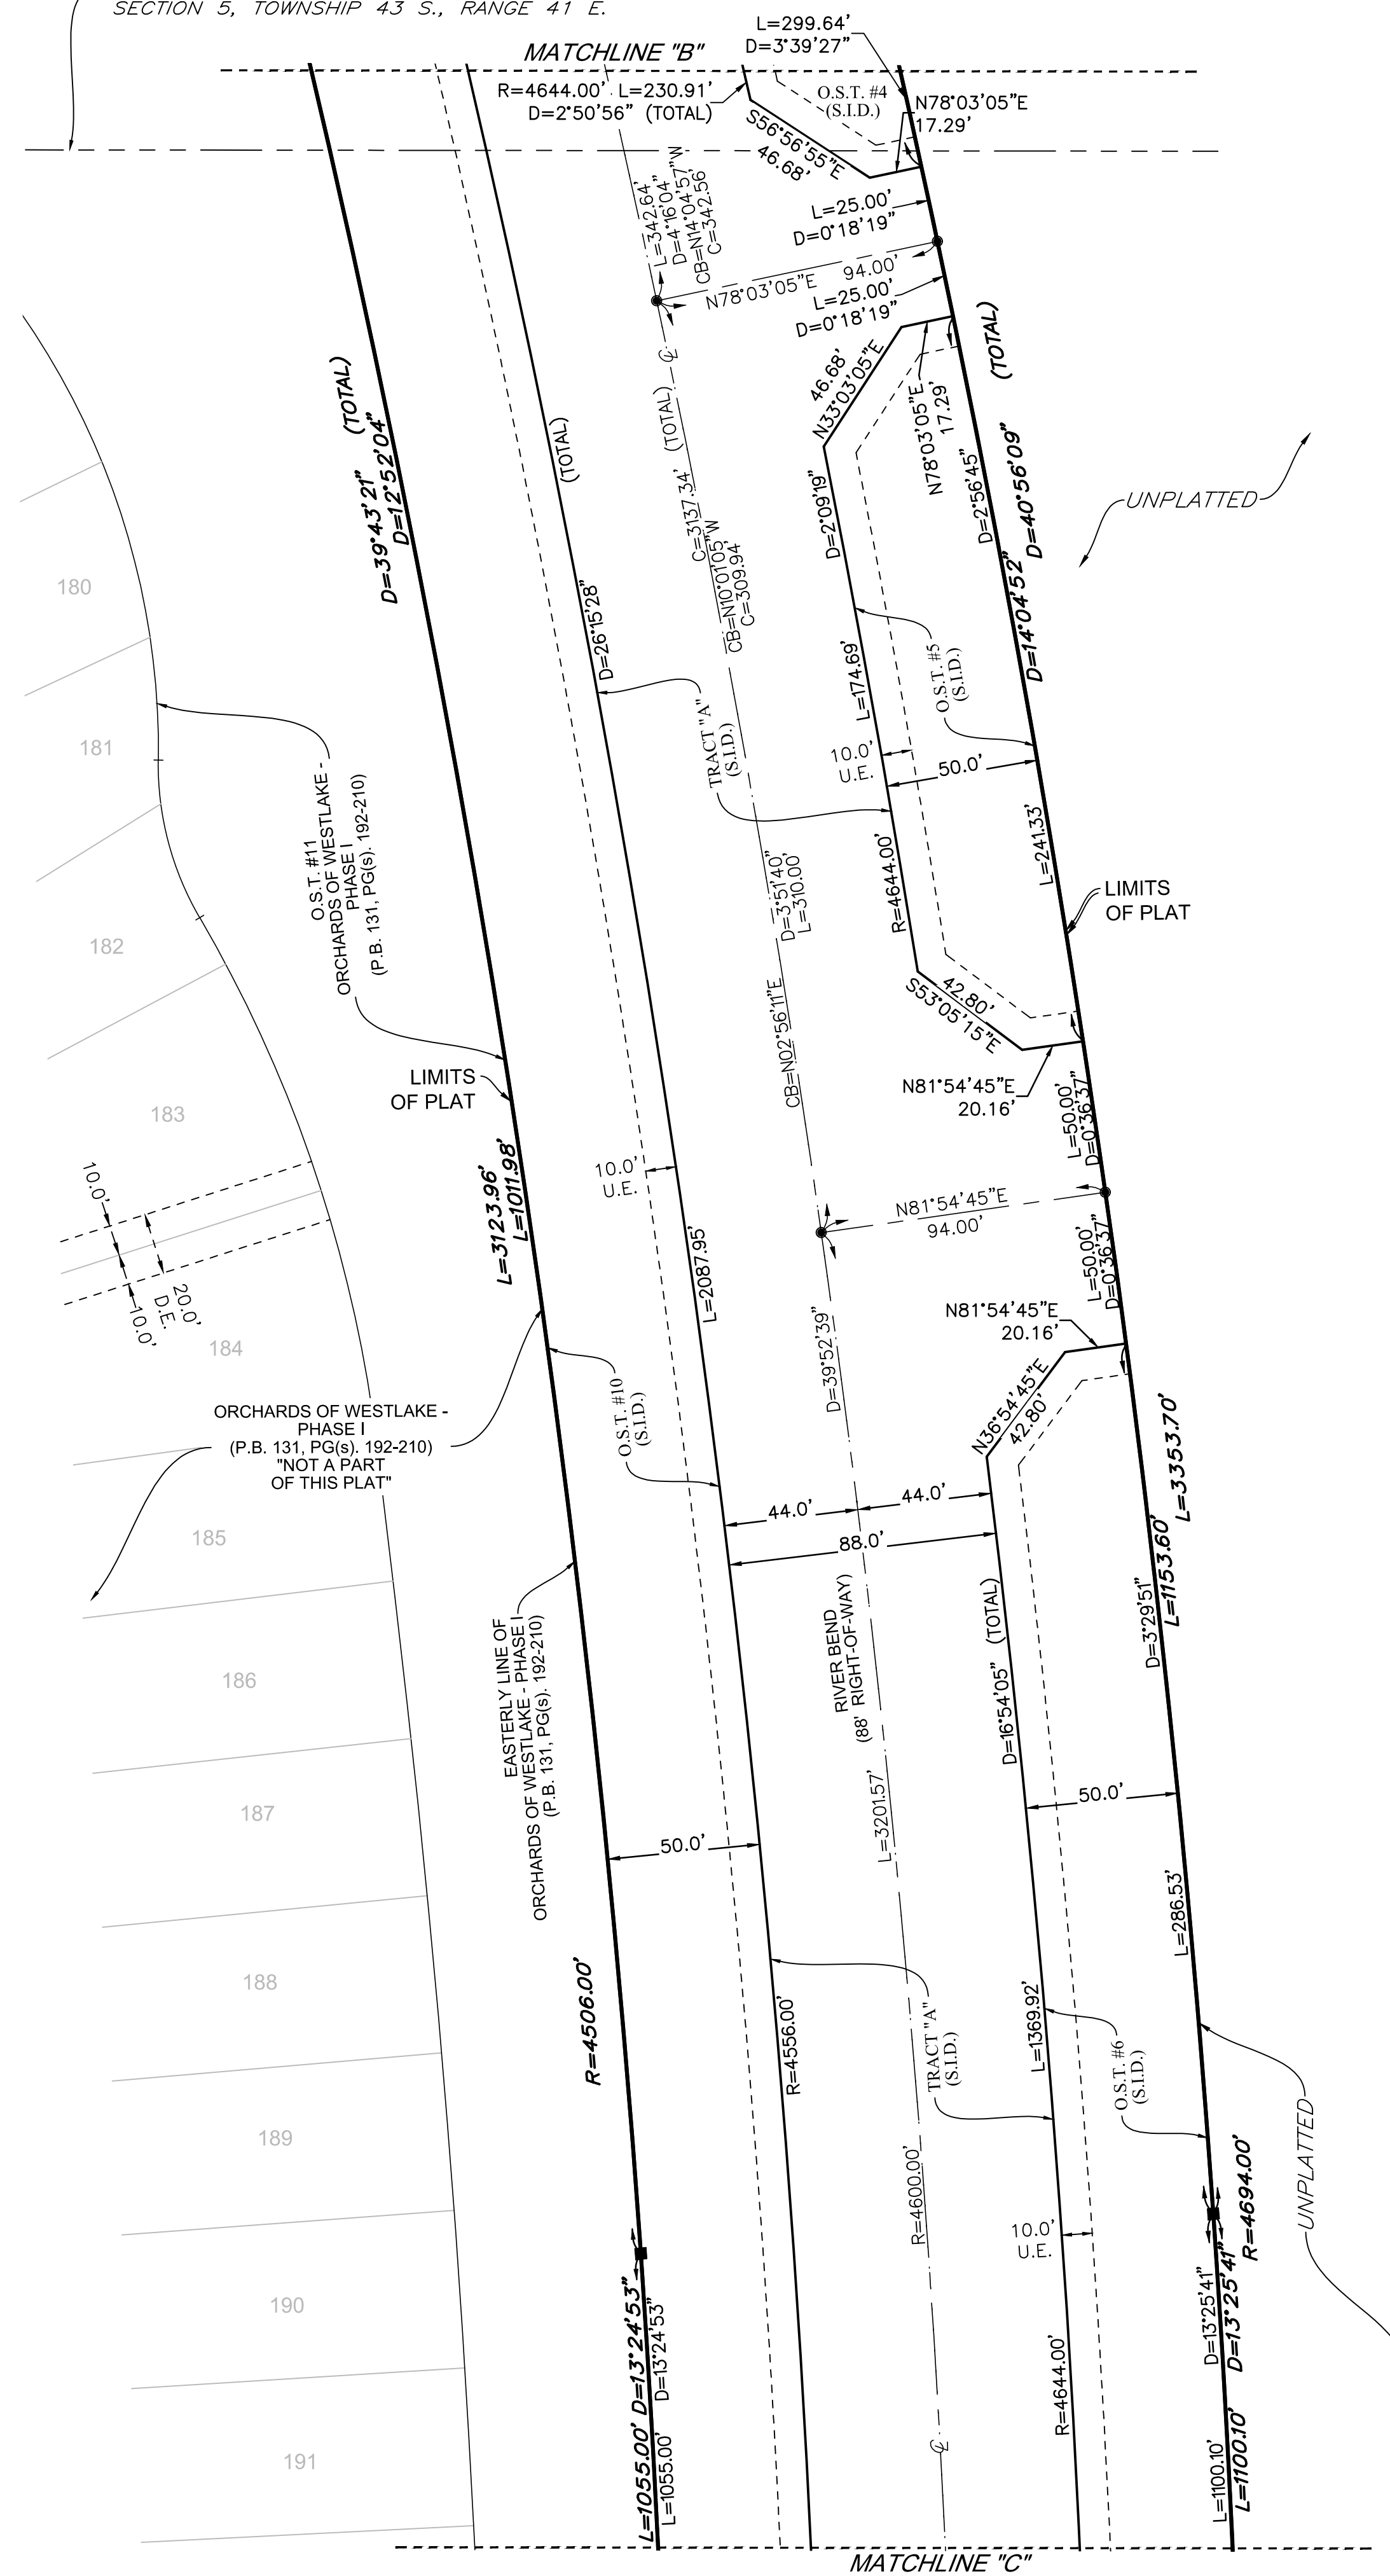 SECTION 5, TOWNSHIP 43 S., RANGE 41 E.
MATCHLINE "B"
L=299.64'
D=3°39'27"
R=4644.00' L=230.91'
D=2°50'56" (TOTAL)
O.S.T. #4
(S.I.D.)
N78°03'05"E
17.29'
S56°56'55"E
46.68'
L=342.64'
D=4°16'04"
CB=N14°04'57"W
C=342.56'
L=25.00'
D=0°18'19"
N78°03'05"E 94.00'
L=25.00'
D=0°18'19"
(TOTAL)
46.68'
N33°03'05"E
N78°03'05"E
17.29'
(TOTAL)
D=39°43'21"
D=12°52'04"
(TOTAL)
℄
(TOTAL)
C=3137.34'
CB=N10°01'05"W
C=309.94'
D=2°09'19"
D=2°56'45"
D=40°56'09"
D=14°04'52"
UNPLATTED
180
D=26°15'28"
L=174.69'
O.S.T. #5
(S.I.D.)
TRACT "A"
(S.I.D.)
10.0'
U.E.
50.0'
181
O.S.T. #11
ORCHARDS OF WESTLAKE -
PHASE I
(P.B. 131, PG(s). 192-210)
D=3°51'40"
L=310.00'
R=4644.00'
L=241.33'
LIMITS
OF PLAT
182
42.80'
S53°05'15"E
CB=N02°56'11"E
LIMITS
OF PLAT
N81°54'45"E
20.16'
L=50.00'
D=0°36'37"
183
10.0'
20.0'
D.E.
10.0'
L=3123.96'
L=1011.98'
10.0'
U.E.
N81°54'45"E
94.00'
L=2087.95'
L=50.00'
D=0°36'37"
184
N81°54'45"E
20.16'
D=39°52'39"
N36°54'45"E
42.80'
ORCHARDS OF WESTLAKE -
PHASE I
(P.B. 131, PG(s). 192-210)
"NOT A PART
OF THIS PLAT"
O.S.T. #10
(S.I.D.)
L=3353.70'
L=1153.60'
44.0'
44.0'
88.0'
185
D=3°29'51"
EASTERLY LINE OF
ORCHARDS OF WESTLAKE - PHASE I
(P.B. 131, PG(s). 192-210)
RIVER BEND
(88' RIGHT-OF-WAY)
D=16°54'05" (TOTAL)
186
L=3201.57'
50.0'
187
50.0'
L=286.53'
188
R=4506.00'
R=4556.00'
L=1369.92'
TRACT "A"
(S.I.D.)
O.S.T. #6
(S.I.D.)
UNPLATTED
189
R=4600.00'
R=4694.00'
10.0'
U.E.
190
D=13°24'53"
D=13°24'53"
D=13°25'41"
D=13°25'41"
R=4644.00'
℄
191
L=1055.00'
L=1055.00'
L=1100.10'
L=1100.10'
MATCHLINE "C"